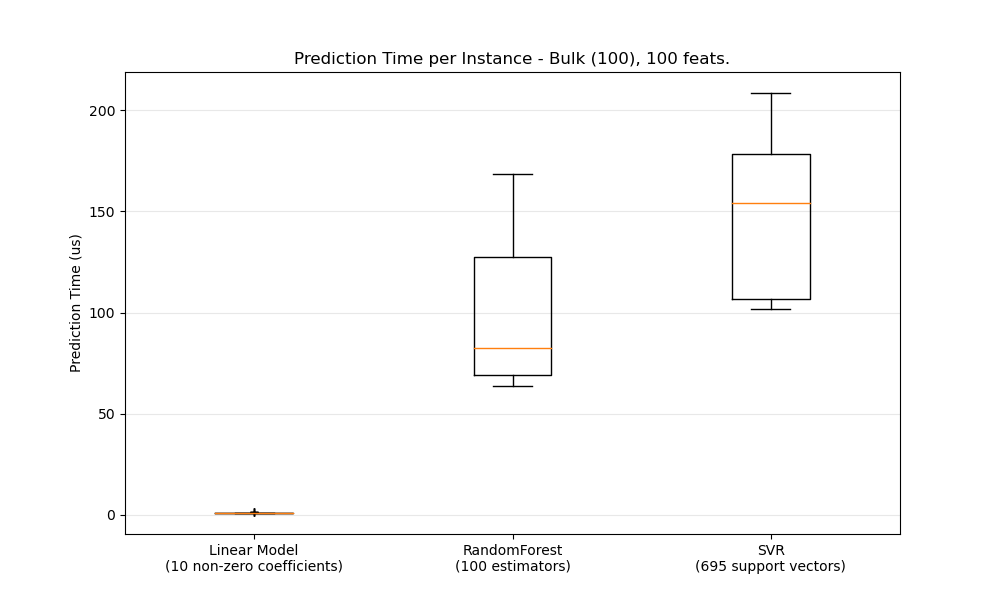 Prediction Time per Instance - Bulk (100), 100 feats.
Prediction Time (us)
200
150
100
50
0
Linear Model
(10 non-zero coefficients)
RandomForest
(100 estimators)
SVR
(695 support vectors)